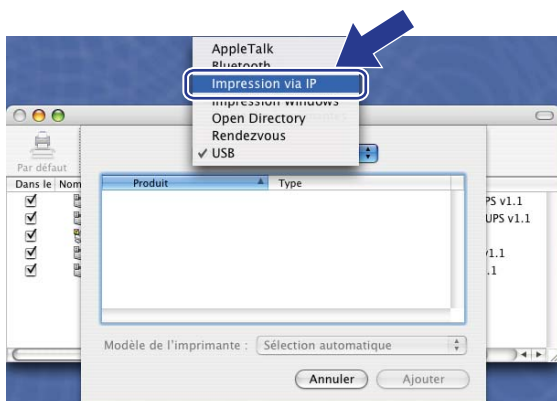 AppleTalk
Bluetooth
Impression via IP
Impression Windows
Open Directory
Rendezvous
✓ USB
Par défaut
Dans le Nom
Produit Type
PS v1.1
UPS v1.1
v1.1
.1
Modèle de l'imprimante : Sélection automatique
Annuler Ajouter